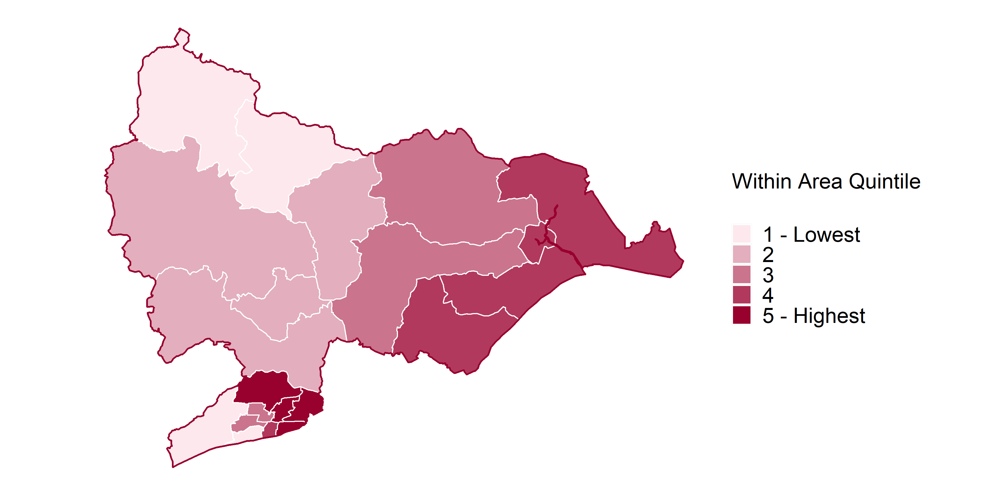 Within Area Quintile
1 - Lowest
2
3
4
5 - Highest